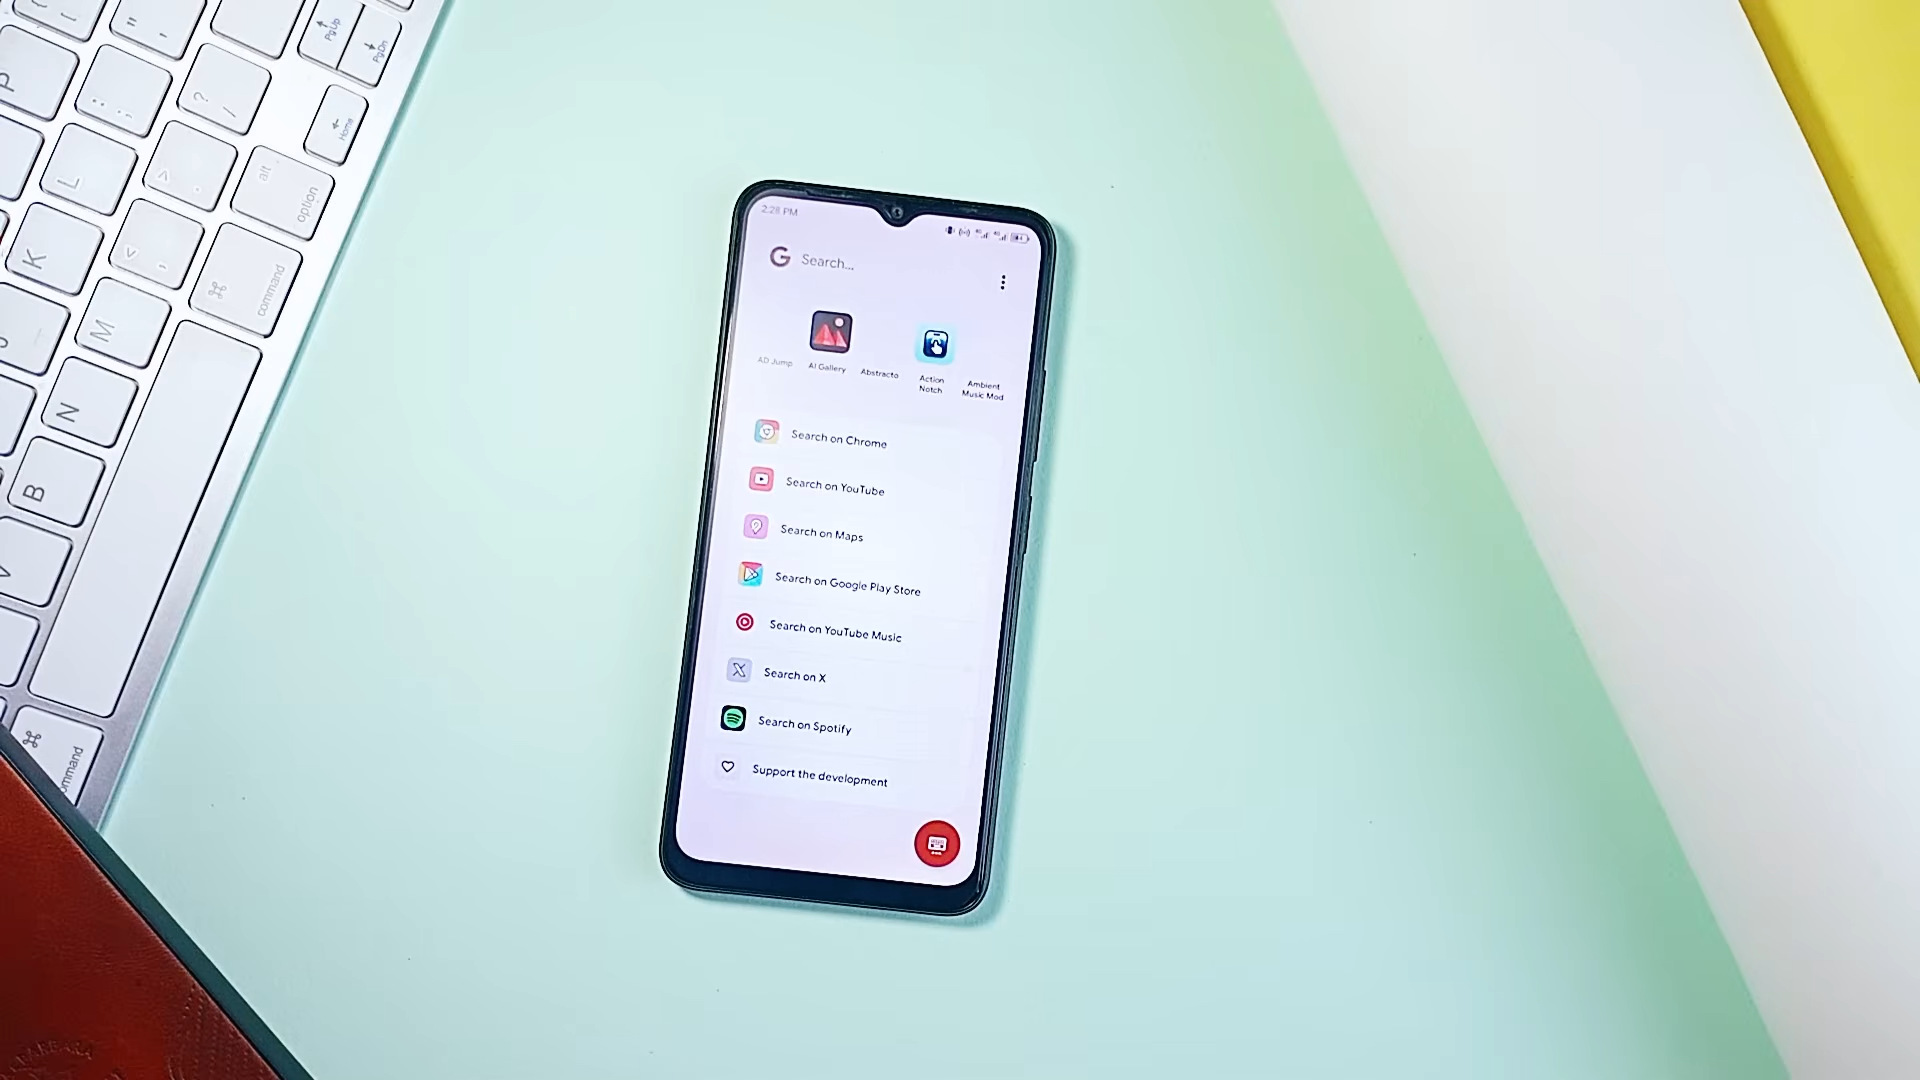 2:28 PM
G Search...
AD Jump
AI Gallery
Abstracto
Action
Notch
Ambient
Music Mod
Search on Chrome
Search on YouTube
Search on Maps
Search on Google Play Store
Search on YouTube Music
Search on X
Search on Spotify
Support the development
PgUp
PgDn
Home
P
:
;
?
/
L
>
.
alt
option
K
<
,
command
M
N
B
V
command